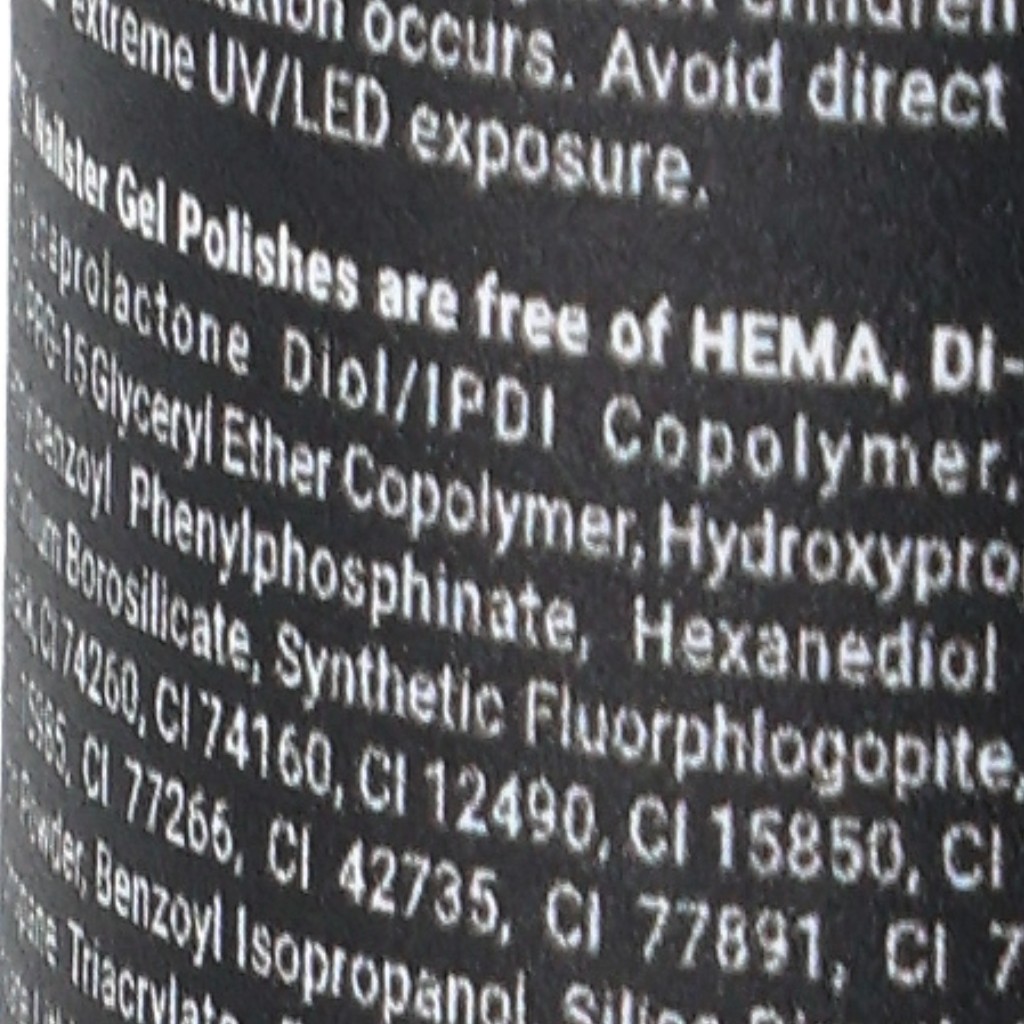 occurs. Avoid direct
extreme UV/LED exposure.
Gel Polishes are free of HEMA, Di-
Diol/IPDI Copolymer,
Glyceryl Ether Copolymer, Hydroxypro
Phenylphosphinate, Hexanediol
Borosilicate, Synthetic Fluorphlogopite,
CI 74260, CI 74160, CI 12490, CI 15850, CI
CI 77266, CI 42735, CI 77891, CI 7
Benzoyl Isopropanol